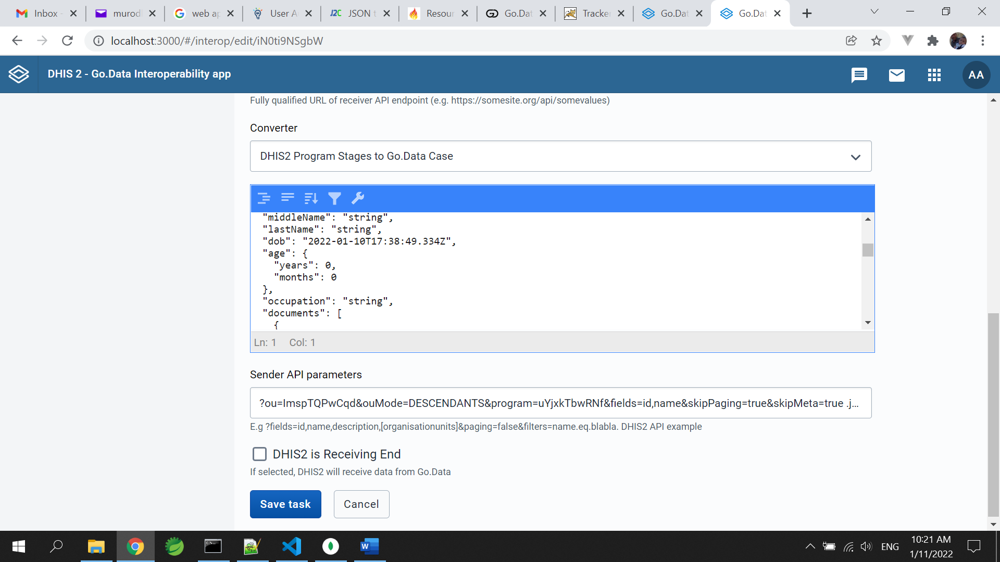 Inbox -
murod
web ap
User A
J2C JSON t
Resour
Go.Dat
Tracker
Go.Dat
Go.Dat
localhost:3000/#/interop/edit/iN0ti9NSgbW
DHIS 2 - Go.Data Interoperability app
AA
Fully qualified URL of receiver API endpoint (e.g. https://somesite.org/api/somevalues)
Converter
DHIS2 Program Stages to Go.Data Case
"middleName": "string",
"lastName": "string",
"dob": "2022-01-10T17:38:49.334Z",
"age": {
"years": 0,
"months": 0
},
"occupation": "string",
"documents": [
{
Ln: 1 Col: 1
Sender API parameters
?ou=ImspTQPwCqd&ouMode=DESCENDANTS&program=uYjxkTbwRNf&fields=id,name&skipPaging=true&skipMeta=true .j...
E.g ?fields=id,name,description,[organisationunits]&paging=false&filters=name.eq.blabla. DHIS2 API example
DHIS2 is Receiving End
If selected, DHIS2 will receive data from Go.Data
Save task
Cancel
ENG
10:21 AM
1/11/2022